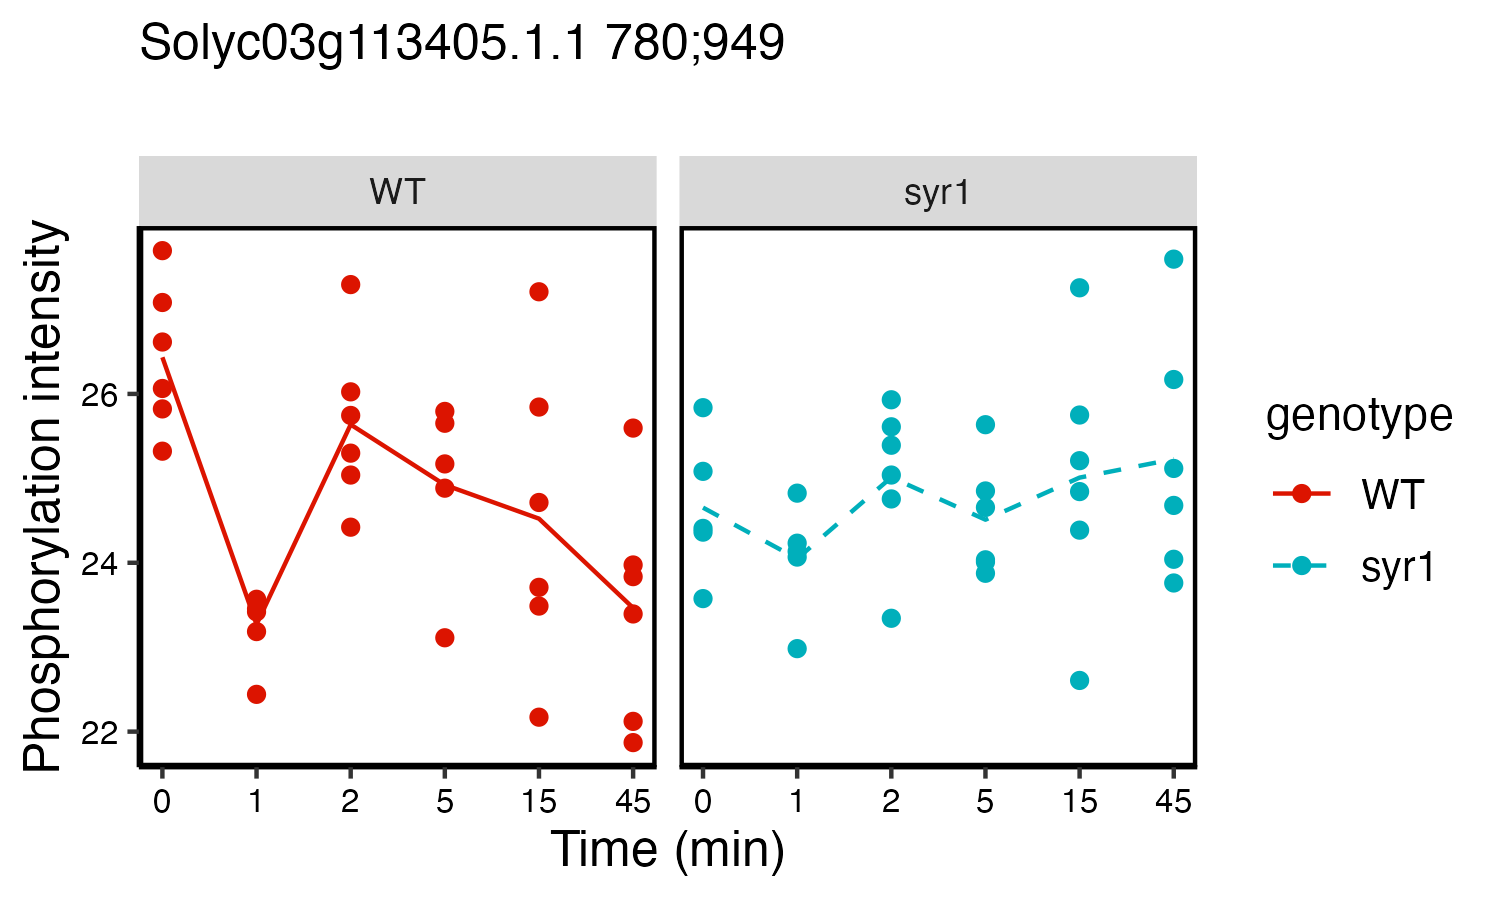 Solyc03g113405.1.1 780;949
WT
syr1
Phosphorylation intensity
26
24
22
0 1 2 5 15 45
0 1 2 5 15 45
Time (min)
genotype
WT
syr1